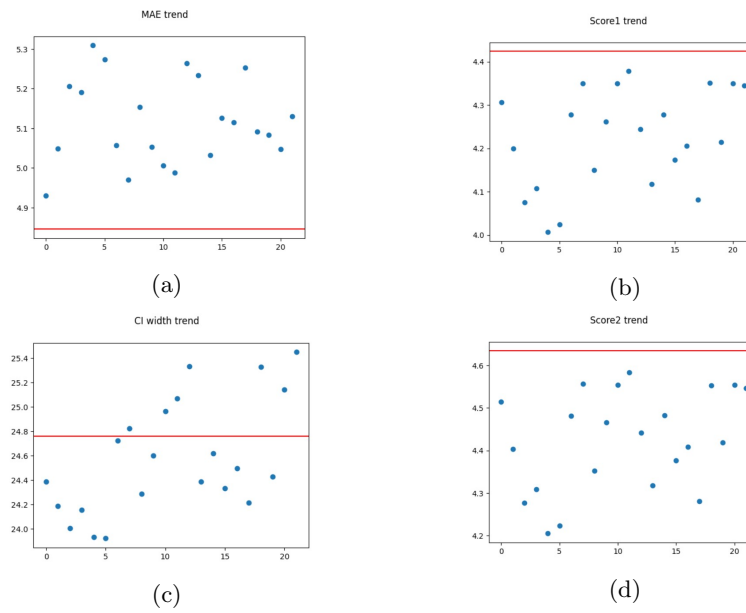 MAE trend
5.3
5.2
5.1
5.0
4.9
0 5 10 15 20
(a)
Score1 trend
4.4
4.3
4.2
4.1
4.0
0 5 10 15 20
(b)
CI width trend
25.4
25.2
25.0
24.8
24.6
24.4
24.2
24.0
0 5 10 15 20
(c)
Score2 trend
4.6
4.5
4.4
4.3
4.2
0 5 10 15 20
(d)